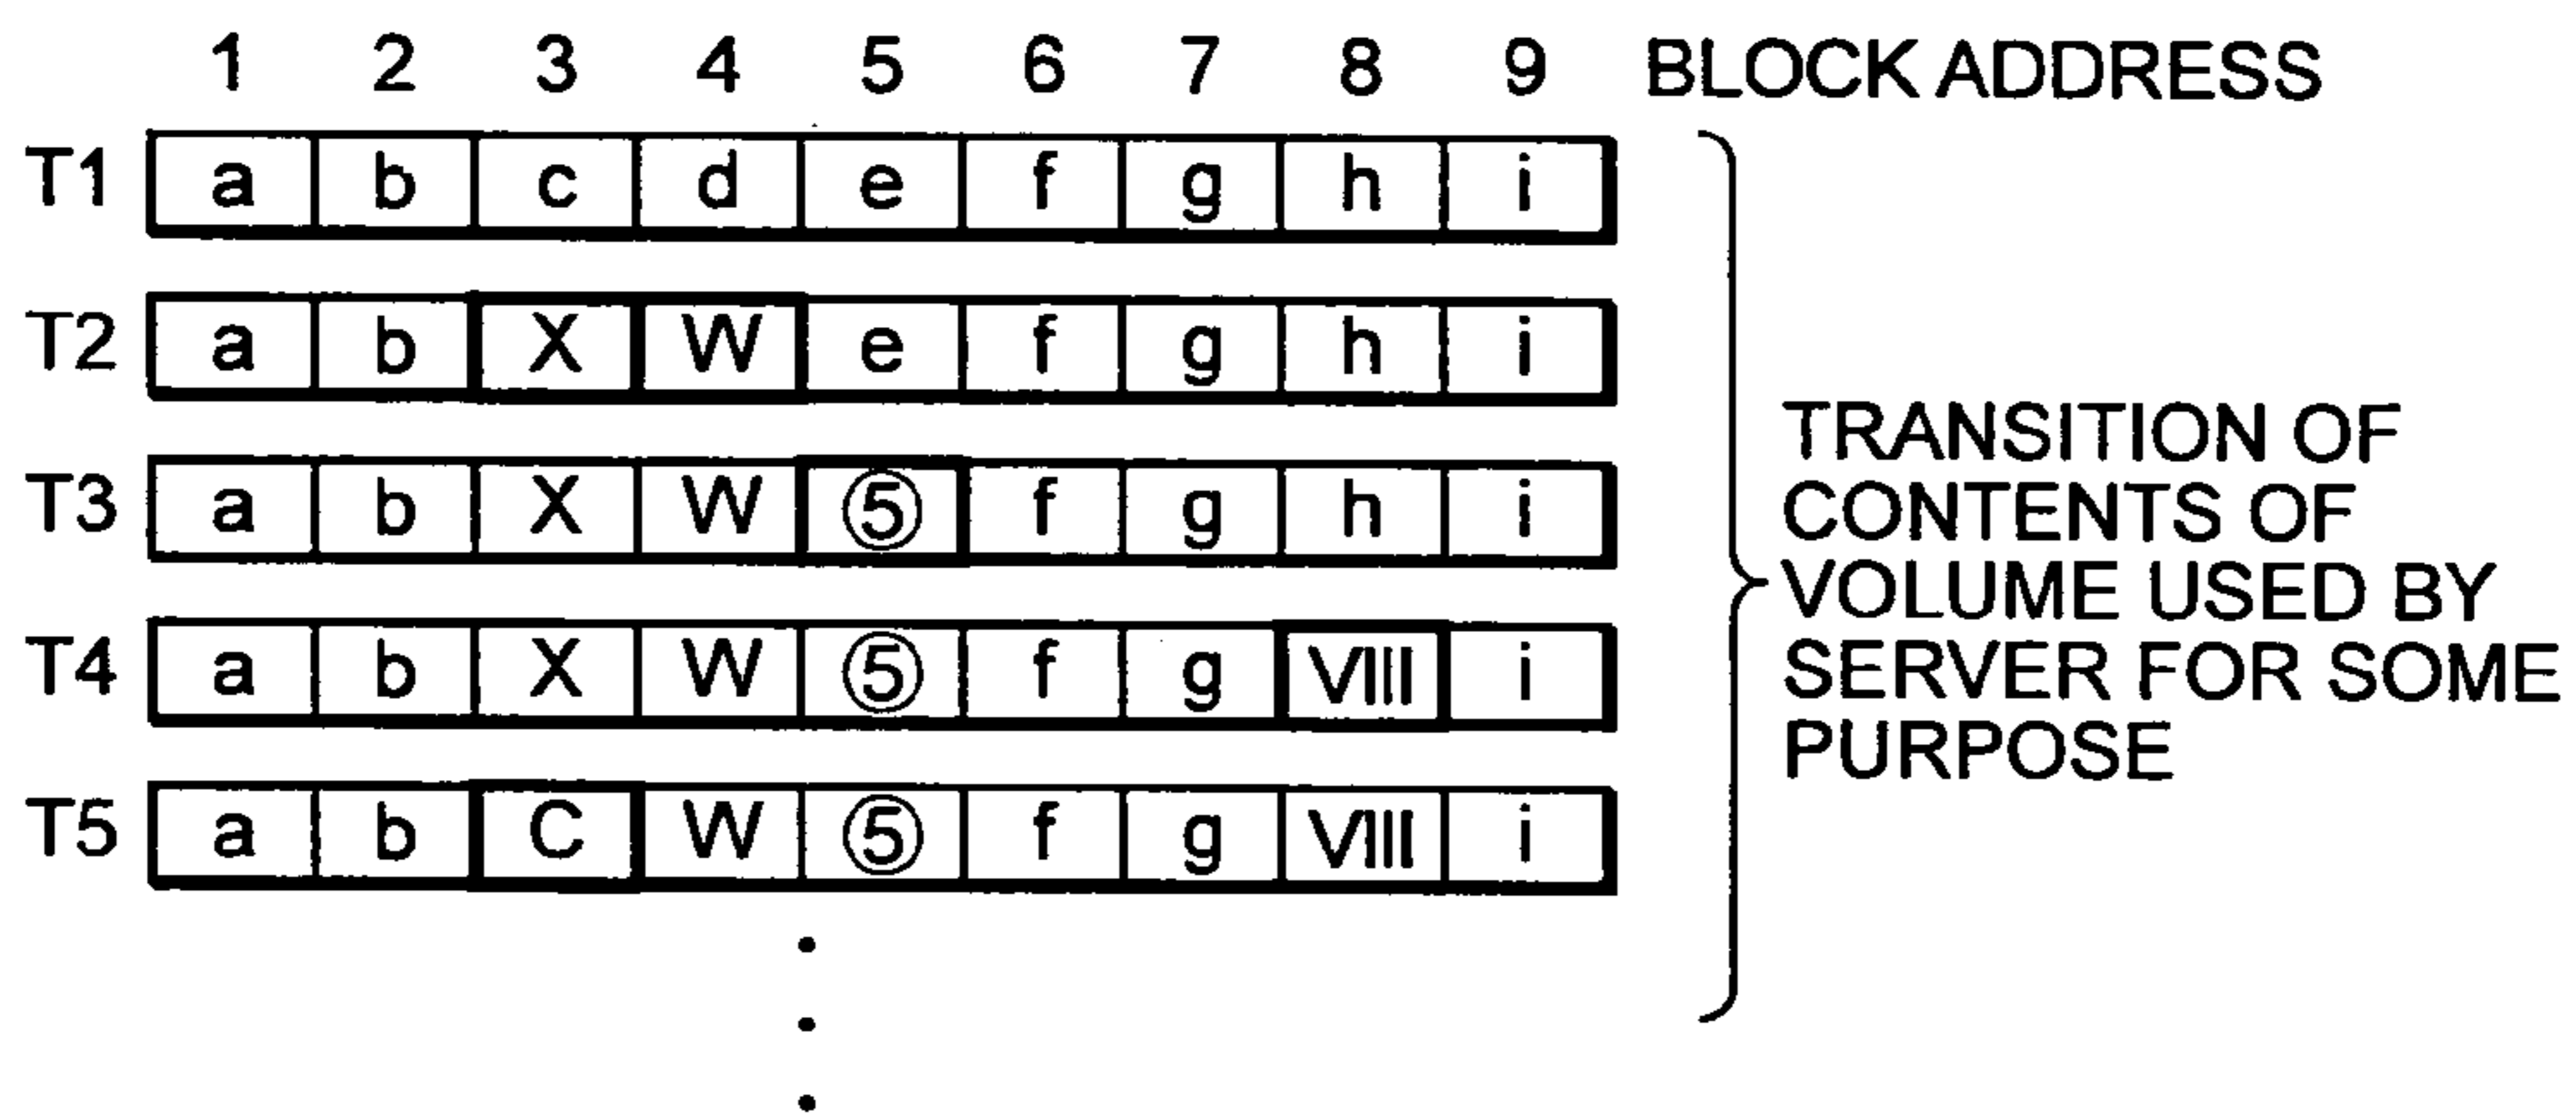 1 2 3 4 5 6 7 8 9 BLOCK ADDRESS
T1 a b c d e f g h i
T2 a b X W e f g h i
T3 a b X W ⑤ f g h i
T4 a b X W ⑤ f g VIII i
T5 a b C W ⑤ f g VIII i
TRANSITION OF
CONTENTS OF
VOLUME USED BY
SERVER FOR SOME
PURPOSE